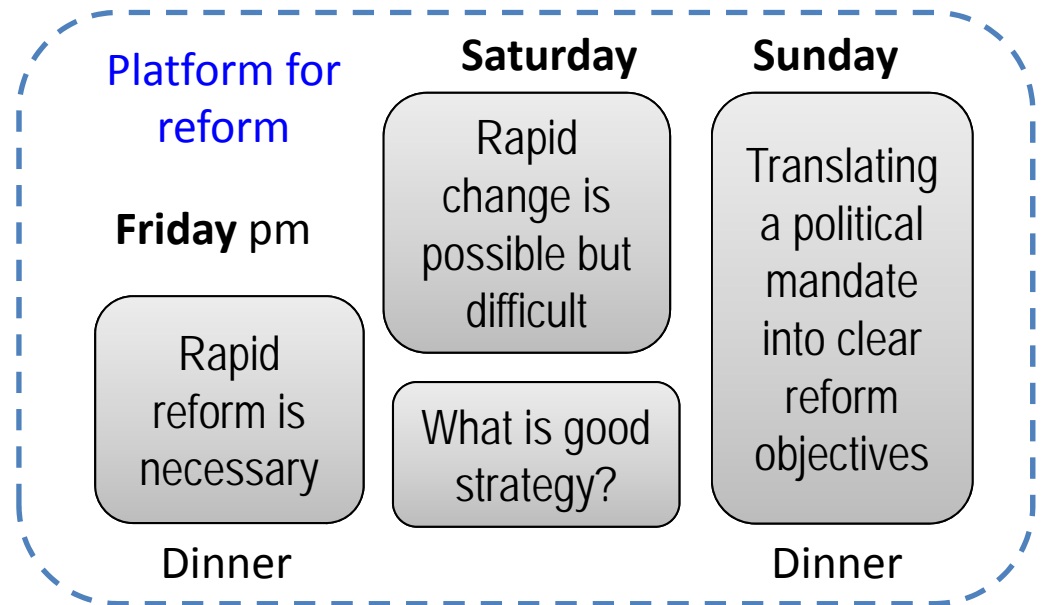 Platform for
reform
Friday pm
Rapid
reform is
necessary
Dinner
Saturday
Rapid
change is
possible but
difficult
What is good
strategy?
Sunday
Translating
a political
mandate
into clear
reform
objectives
Dinner